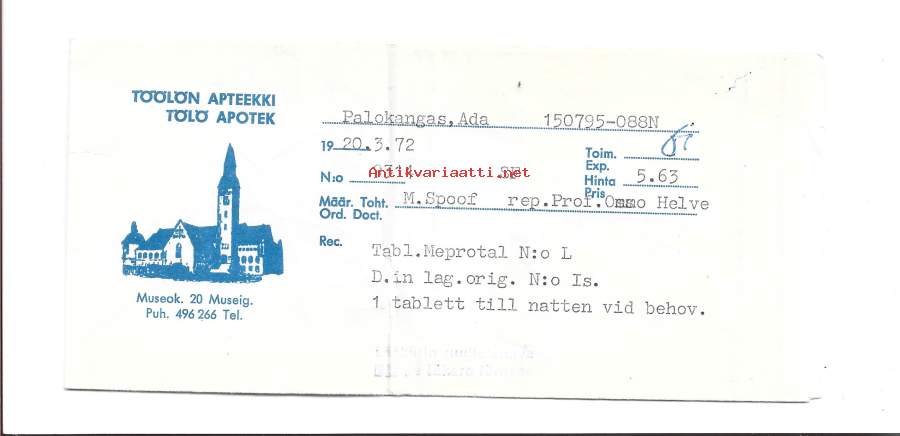 TÖÖLÖN APTEEKKI
TÖLÖ APOTEK
Museok. 20 Museig.
Puh. 496 266 Tel.
Palokangas, Ada 150795-088N
19 20.3.72 Toim.
Exp.
N:o Hinta 5.63
Pris
Määr. Toht. M.Spoof rep.Prof. Osmo Helve
Ord. Doct.
Rec.
Tabl.Meprotal N:o L
D.in lag.orig. N:o Is.
1 tablett till natten vid behov.
Antikvariaatti.net